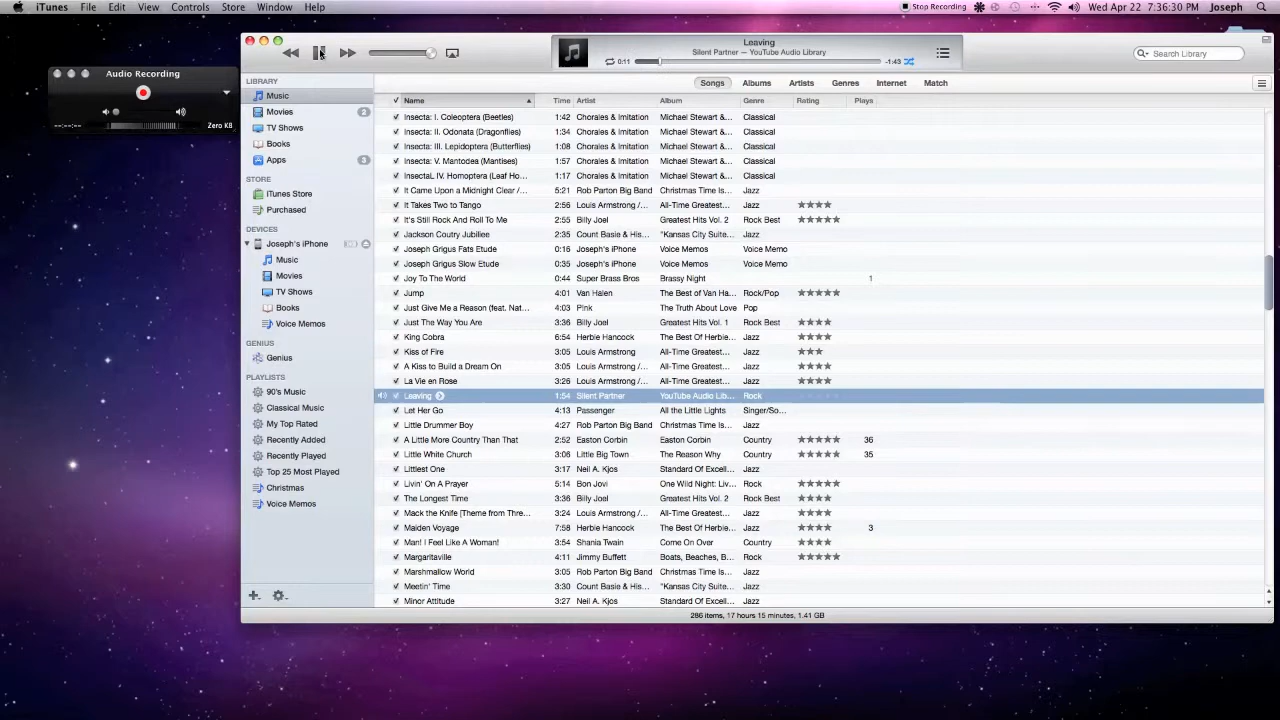 iTunes File Edit View Controls Store Window Help Stop Recording Wed Apr 22 7:36:30 PM Joseph
Audio Recording
--:--:-- Zero KB
Leaving
Silent Partner — YouTube Audio Library
0:11 -1:43
Search Library
LIBRARY
Music
Movies 2
TV Shows
Books
Apps 3
STORE
iTunes Store
Purchased
DEVICES
Joseph's iPhone
Music
Movies
TV Shows
Books
Voice Memos
GENIUS
Genius
PLAYLISTS
90's Music
Classical Music
My Top Rated
Recently Added
Recently Played
Top 25 Most Played
Christmas
Voice Memos
Songs Albums Artists Genres Internet Match
Name Time Artist Album Genre Rating Plays
Insecta: I. Coleoptera (Beetles) 1:42 Chorales & Imitation Michael Stewart &... Classical
Insecta: II. Odonata (Dragonflies) 1:34 Chorales & Imitation Michael Stewart &... Classical
Insecta: III. Lepidoptera (Butterflies) 1:08 Chorales & Imitation Michael Stewart &... Classical
Insecta: V. Mantodea (Mantises) 1:57 Chorales & Imitation Michael Stewart &... Classical
InsectaL IV. Homoptera (Leaf Ho... 1:17 Chorales & Imitation Michael Stewart &... Classical
It Came Upon a Midnight Clear /... 5:21 Rob Parton Big Band Christmas Time Is... Jazz
It Takes Two to Tango 2:56 Louis Armstrong /... All-Time Greatest... Jazz ★★★★
It's Still Rock And Roll To Me 2:55 Billy Joel Greatest Hits Vol. 2 Rock Best ★★★★★
Jackson Coutry Jubiliee 2:35 Count Basie & His... "Kansas City Suite... Jazz
Joseph Grigus Fats Etude 0:16 Joseph's iPhone Voice Memos Voice Memo
Joseph Grigus Slow Etude 0:35 Joseph's iPhone Voice Memos Voice Memo
Joy To The World 0:44 Super Brass Bros Brassy Night 1
Jump 4:01 Van Halen The Best of Van Ha... Rock/Pop ★★★★★
Just Give Me a Reason (feat. Nat... 4:03 P!nk The Truth About Love Pop
Just The Way You Are 3:36 Billy Joel Greatest Hits Vol. 1 Rock Best ★★★★
King Cobra 6:54 Herbie Hancock The Best Of Herbie... Jazz ★★★★
Kiss of Fire 3:05 Louis Armstrong All-Time Greatest... Jazz ★★★
A Kiss to Build a Dream On 3:05 Louis Armstrong /... All-Time Greatest... Jazz ★★★★
La Vie en Rose 3:26 Louis Armstrong /... All-Time Greatest... Jazz ★★★★
Leaving 1:54 Silent Partner YouTube Audio Lib... Rock
Let Her Go 4:13 Passenger All the Little Lights Singer/So...
Little Drummer Boy 4:27 Rob Parton Big Band Christmas Time Is... Jazz
A Little More Country Than That 2:52 Easton Corbin Easton Corbin Country ★★★★★ 36
Little White Church 3:06 Little Big Town The Reason Why Country ★★★★★ 35
Littlest One 3:17 Neil A. Kjos Standard Of Excell... Jazz
Livin' On A Prayer 5:14 Bon Jovi One Wild Night: Liv... Rock ★★★★★
The Longest Time 3:36 Billy Joel Greatest Hits Vol. 2 Rock Best ★★★★
Mack the Knife [Theme from Thre... 3:24 Louis Armstrong All-Time Greatest... Jazz ★★★★
Maiden Voyage 7:58 Herbie Hancock The Best Of Herbie... Jazz ★★★★ 3
Man! I Feel Like A Woman! 3:54 Shania Twain Come On Over Country ★★★★
Margaritaville 4:11 Jimmy Buffett Boats, Beaches, B... Rock ★★★★★
Marshmallow World 3:05 Rob Parton Big Band Christmas Time Is... Jazz
Meetin' Time 3:30 Count Basie & His... "Kansas City Suite... Jazz
Minor Attitude 3:27 Neil A. Kjos Standard Of Excell... Jazz
286 items, 17 hours 15 minutes, 1.41 GB